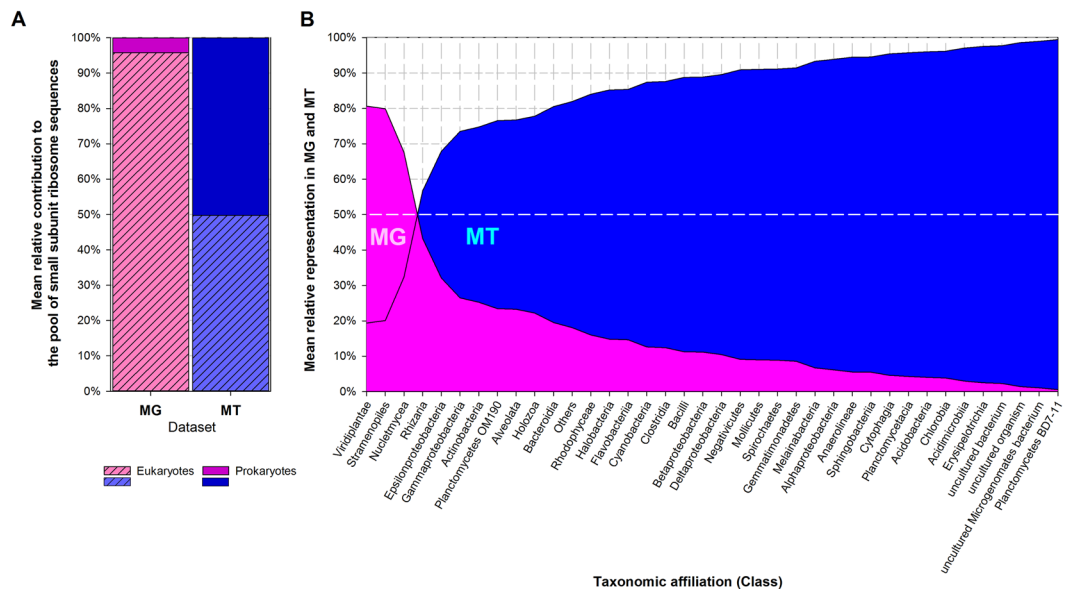 A
B
Mean relative contribution to
the pool of small subunit ribosome sequences
100%
90%
80%
70%
60%
50%
40%
30%
20%
10%
0%
MG
MT
Dataset
Eukaryotes
Prokaryotes
Mean relative representation in MG and MT
100%
90%
80%
70%
60%
50%
40%
30%
20%
10%
0%
MG
MT
Viridiplantae
Stramenopiles
Nucletmycea
Rhizaria
Epsilonproteobacteria
Gammaproteobacteria
Actinobacteria
Planctomycetes OM190
Alveolata
Holozoa
Bacteroidia
Others
Rhodophyceae
Halobacteria
Flavobacteriia
Cyanobacteria
Clostridia
Bacilli
Betaproteobacteria
Deltaproteobacteria
Negativicutes
Mollicutes
Spirochaetes
Gemmatimonadetes
Melainabacteria
Alphaproteobacteria
Anaerolineae
Sphingobacteriia
Cytophagia
Planctomycetacia
Acidobacteria
Chlorobia
Acidimicrobiia
Erysipelotrichia
uncultured bacterium
uncultured organism
uncultured Microgenomates bacterium
Planctomycetes BD7-11
Taxonomic affiliation (Class)